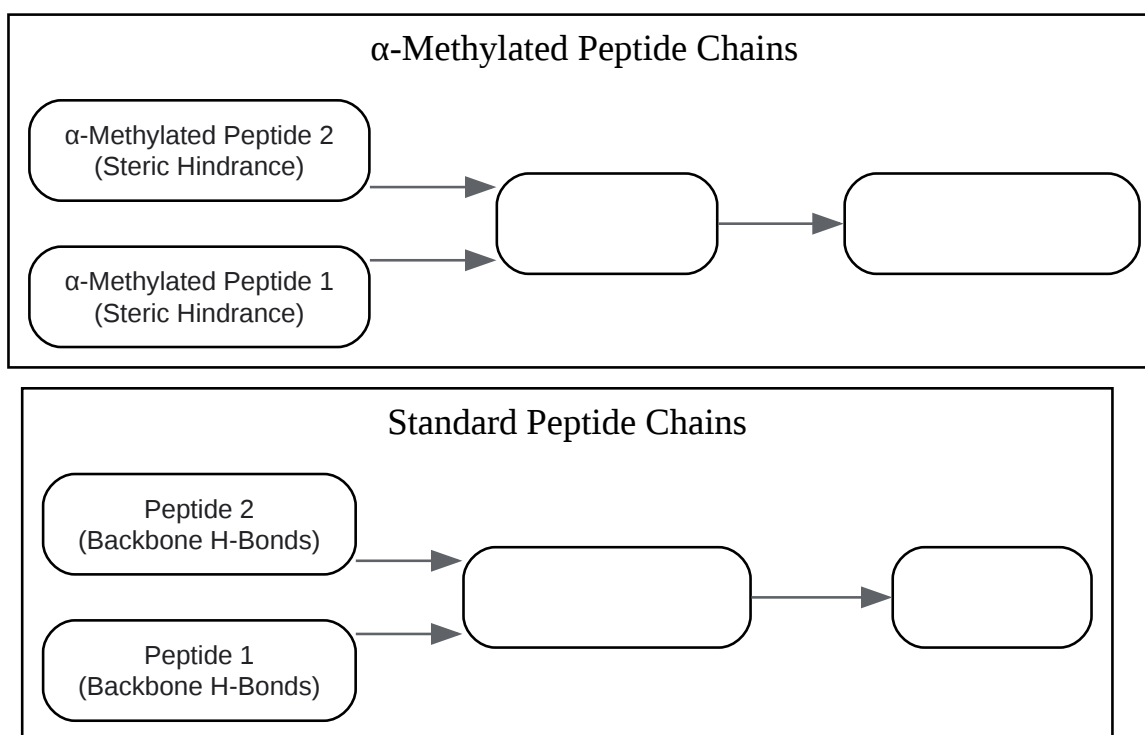 α-Methylated Peptide Chains
α-Methylated Peptide 2
(Steric Hindrance)
α-Methylated Peptide 1
(Steric Hindrance)
Standard Peptide Chains
Peptide 2
(Backbone H-Bonds)
Peptide 1
(Backbone H-Bonds)